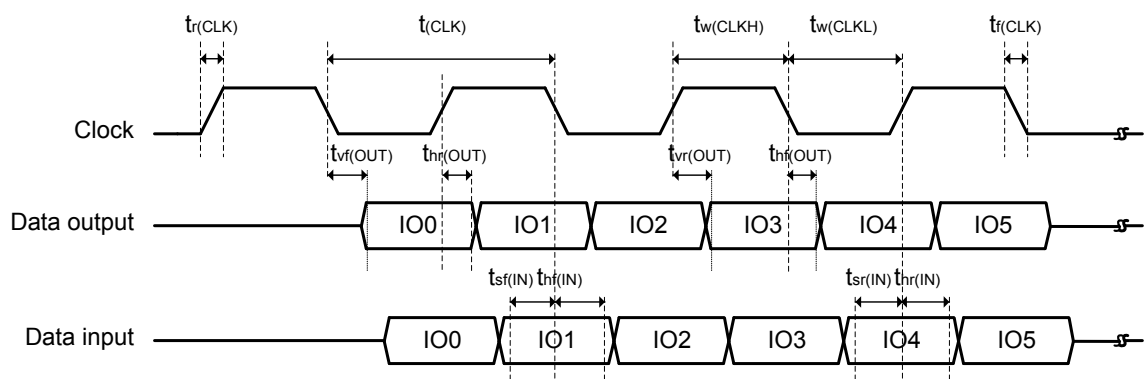 tr(CLK) t(CLK) tw(CLKH) tw(CLKL) tf(CLK)
Clock
tvf(OUT) thr(OUT) tvr(OUT) thf(OUT)
Data output IO0 IO1 IO2 IO3 IO4 IO5
tsf(IN) thf(IN) tsr(IN) thr(IN)
Data input IO0 IO1 IO2 IO3 IO4 IO5